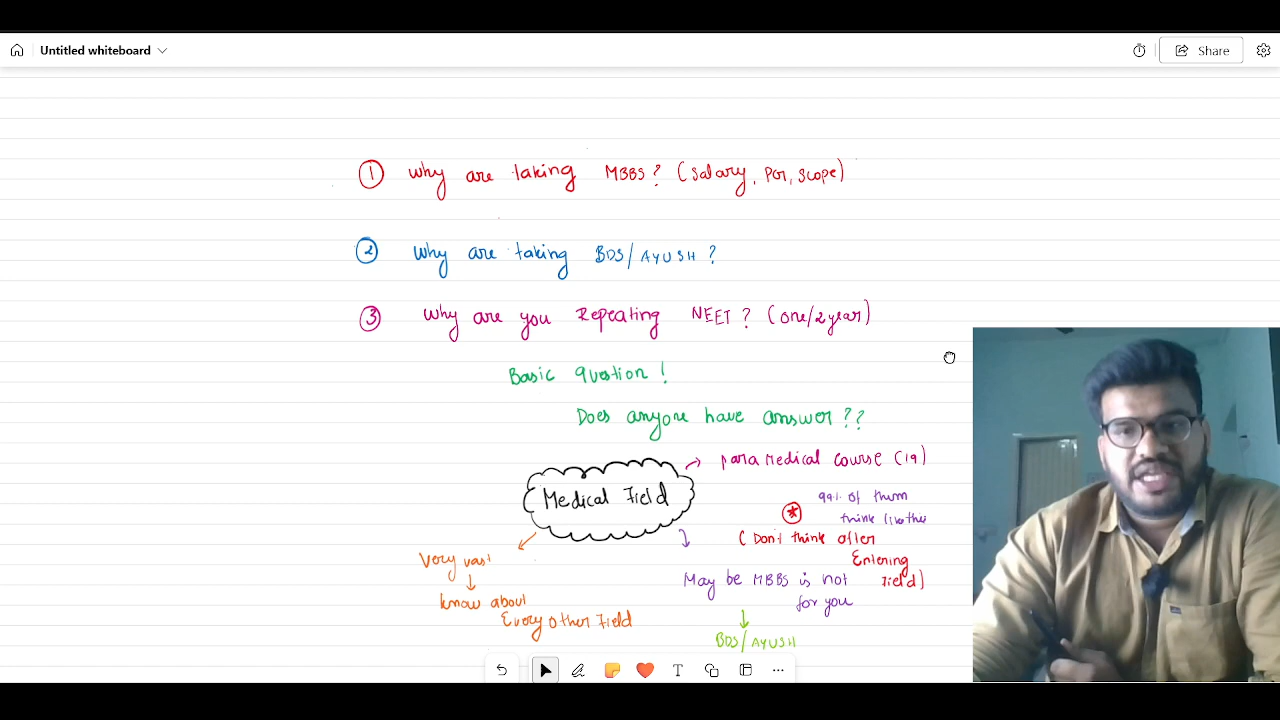 Untitled whiteboard
Share
1 Why are taking MBBS? (Salary, Per, Scope)
2 Why are taking BDS/AYUSH?
3 Why are you Repeating NEET? (one/2year)
Basic question!
Does anyone have answer??
Medical Field
para Medical course (19)
99% of them
think
* (Don't think after
Entering
Field)
Very vast
know about
Every other Field
May be MBBS is not
for you
BDS/AYUSH
T